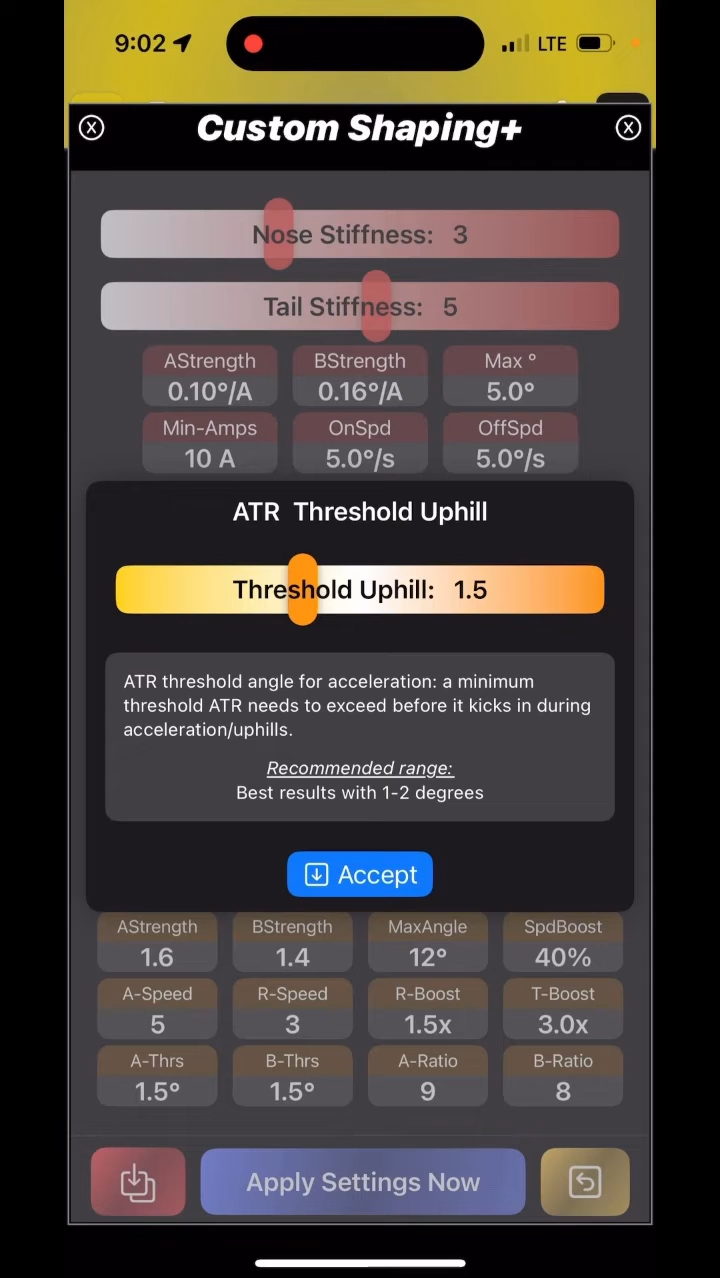 9:02
LTE
Custom Shaping+
Nose Stiffness: 3
Tail Stiffness: 5
AStrength BStrength Max °
0.10°/A 0.16°/A 5.0°
Min-Amps OnSpd OffSpd
10 A 5.0°/s 5.0°/s
ATR Threshold Uphill
Threshold Uphill: 1.5
ATR threshold angle for acceleration: a minimum
threshold ATR needs to exceed before it kicks in during
acceleration/uphills.
Recommended range:
Best results with 1-2 degrees
Accept
AStrength BStrength MaxAngle SpdBoost
1.6 1.4 12° 40%
A-Speed R-Speed R-Boost T-Boost
5 3 1.5x 3.0x
A-Thrs B-Thrs A-Ratio B-Ratio
1.5° 1.5° 9 8
Apply Settings Now